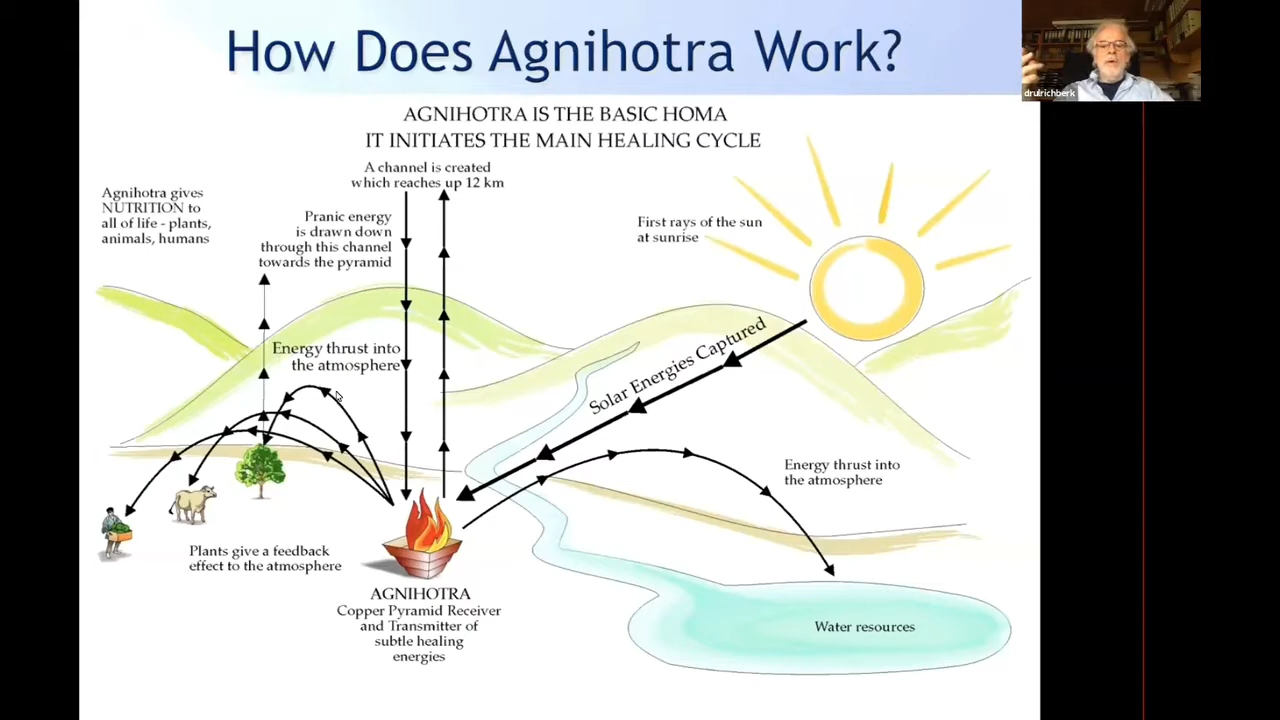 How Does Agnihotra Work?
drulrichberk
AGNIHOTRA IS THE BASIC HOMA
IT INITIATES THE MAIN HEALING CYCLE
A channel is created
which reaches up 12 km
Agnihotra gives
NUTRITION to
all of life - plants,
animals, humans
Pranic energy
is drawn down
through this channel
towards the pyramid
First rays of the sun
at sunrise
Energy thrust into
the atmosphere
Solar Energies Captured
Energy thrust into
the atmosphere
Plants give a feedback
effect to the atmosphere
AGNIHOTRA
Copper Pyramid Receiver
and Transmitter of
subtle healing
energies
Water resources